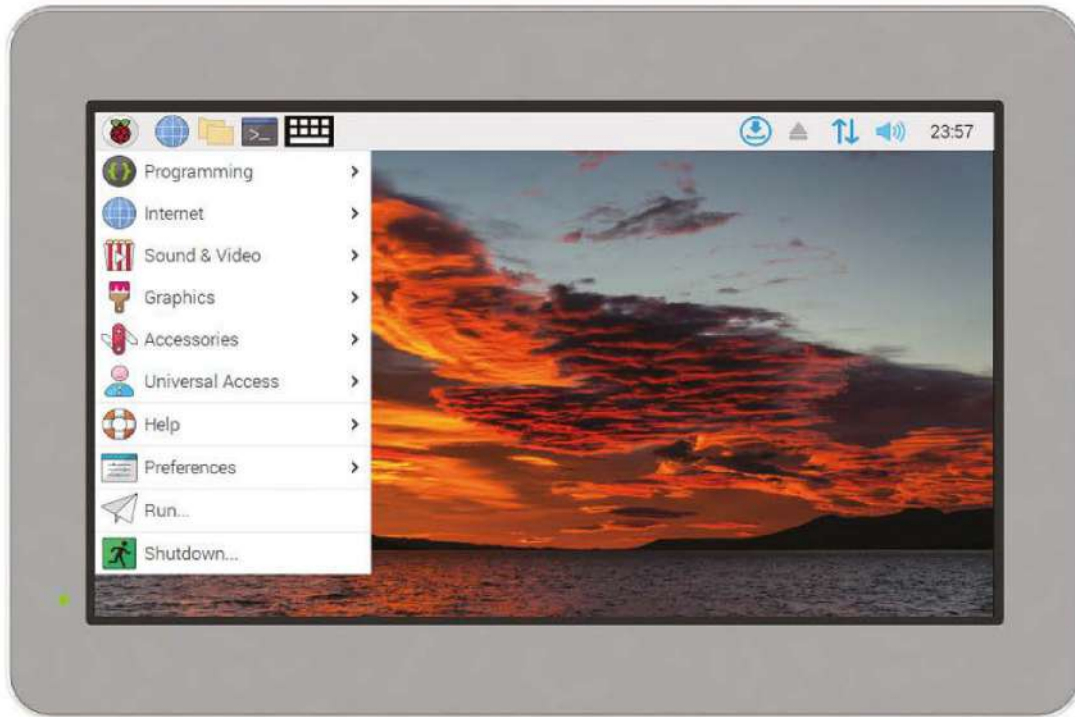 >_
23:57
Programming
Internet
Sound & Video
Graphics
Accessories
Universal Access
Help
Preferences
Run...
Shutdown...